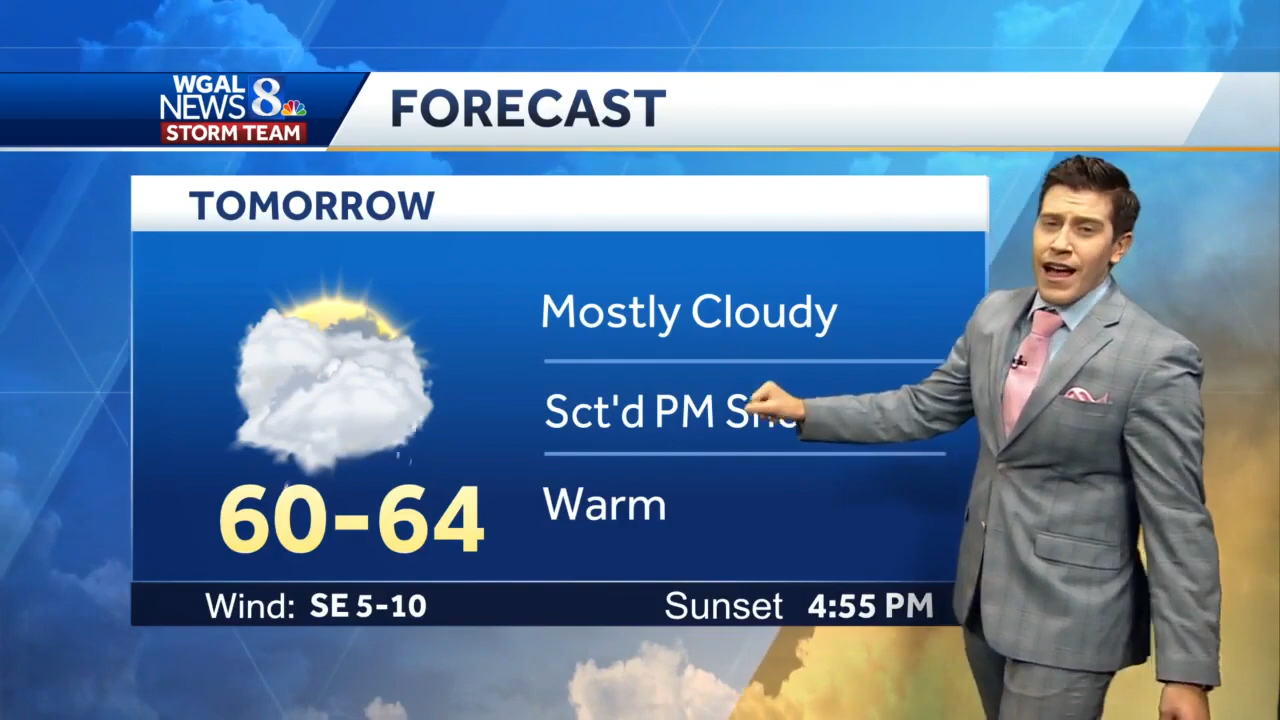 WGAL
NEWS 8
STORM TEAM
FORECAST
TOMORROW
Mostly Cloudy
Sct'd PM
60-64
Warm
Wind: SE 5-10
Sunset 4:55 PM